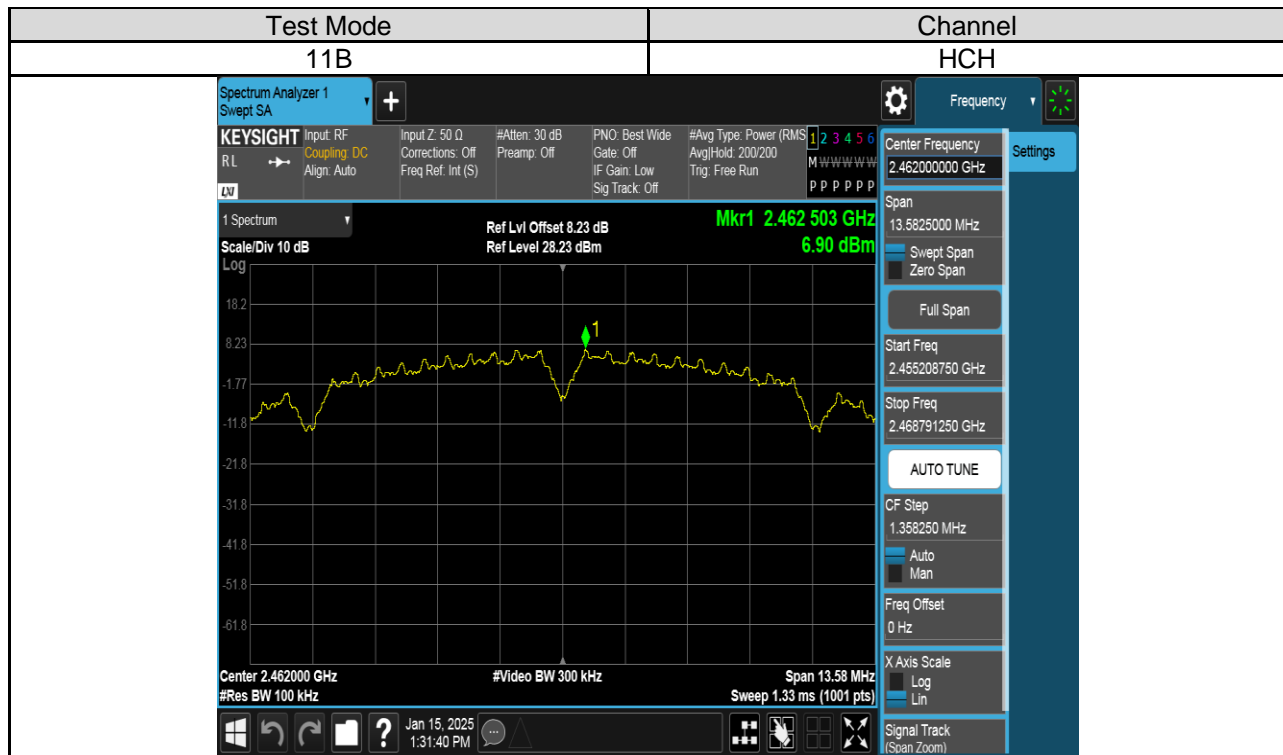 Test Mode Channel
11B HCH
Spectrum Analyzer 1
Swept SA
+
Frequency
KEYSIGHT
RL
LXI
Input: RF
Coupling: DC
Align: Auto
Input Z: 50 Ω
Corrections: Off
Freq Ref: Int (S)
#Atten: 30 dB
Preamp: Off
PNO: Best Wide
Gate: Off
IF Gain: Low
Sig Track: Off
#Avg Type: Power (RMS
Avg|Hold: 200/200
Trig: Free Run
1 2 3 4 5 6
M W W W W W
P P P P P P
1 Spectrum
Scale/Div 10 dB
Ref Lvl Offset 8.23 dB
Ref Level 28.23 dBm
Mkr1 2.462 503 GHz
6.90 dBm
Log
18.2
8.23
-1.77
-11.8
-21.8
-31.8
-41.8
-51.8
-61.8
1
Center 2.462000 GHz
#Res BW 100 kHz
#Video BW 300 kHz
Span 13.58 MHz
Sweep 1.33 ms (1001 pts)
Center Frequency
2.462000000 GHz
Settings
Span
13.5825000 MHz
Swept Span
Zero Span
Full Span
Start Freq
2.455208750 GHz
Stop Freq
2.468791250 GHz
AUTO TUNE
CF Step
1.358250 MHz
Auto
Man
Freq Offset
0 Hz
X Axis Scale
Log
Lin
Signal Track
(Span Zoom)
?
Jan 15, 2025
1:31:40 PM